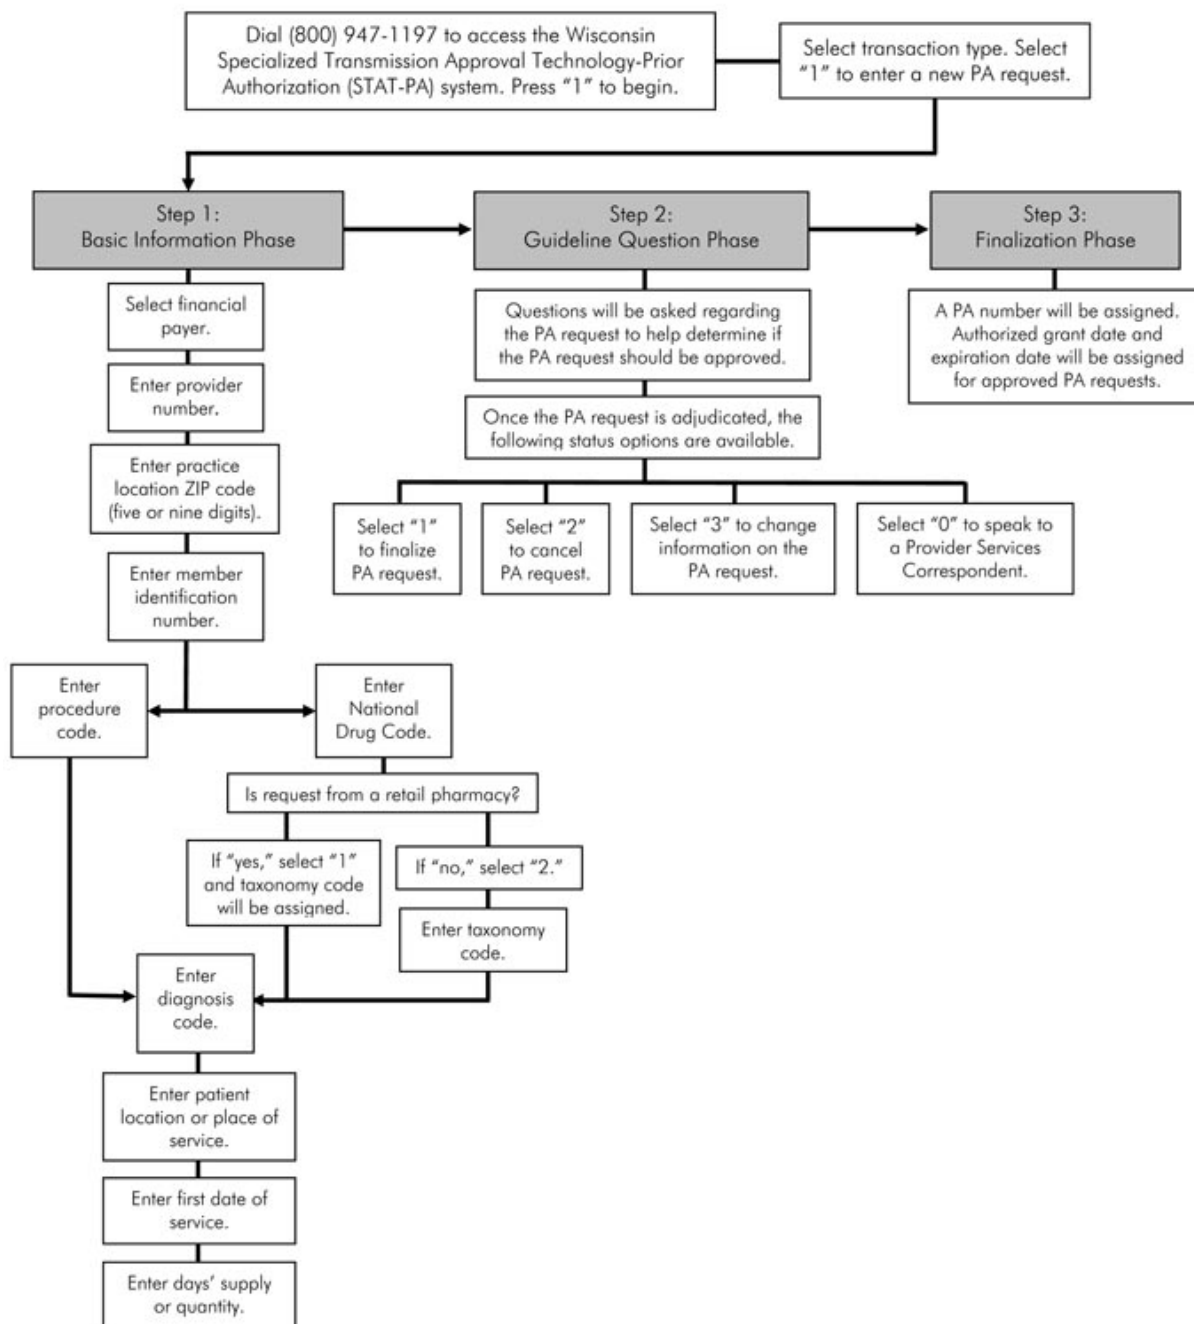 Dial (800) 947-1197 to access the Wisconsin
Specialized Transmission Approval Technology-Prior
Authorization (STAT-PA) system. Press “1” to begin.
Select transaction type. Select
“1” to enter a new PA request.
Step 1:
Basic Information Phase
Step 2:
Guideline Question Phase
Step 3:
Finalization Phase
Select financial
payer.
Enter provider
number.
Enter practice
location ZIP code
(five or nine digits).
Enter member
identification
number.
Questions will be asked regarding
the PA request to help determine if
the PA request should be approved.
Once the PA request is adjudicated, the
following status options are available.
Select “1”
to finalize
PA request.
Select “2”
to cancel
PA request.
Select “3” to change
information on the
PA request.
Select “0” to speak to
a Provider Services
Correspondent.
A PA number will be assigned.
Authorized grant date and
expiration date will be assigned
for approved PA requests.
Enter
procedure
code.
Enter
National
Drug Code.
Is request from a retail pharmacy?
If “yes,” select “1”
and taxonomy code
will be assigned.
If “no,” select “2.”
Enter taxonomy
code.
Enter
diagnosis
code.
Enter patient
location or place of
service.
Enter first date of
service.
Enter days’ supply
or quantity.